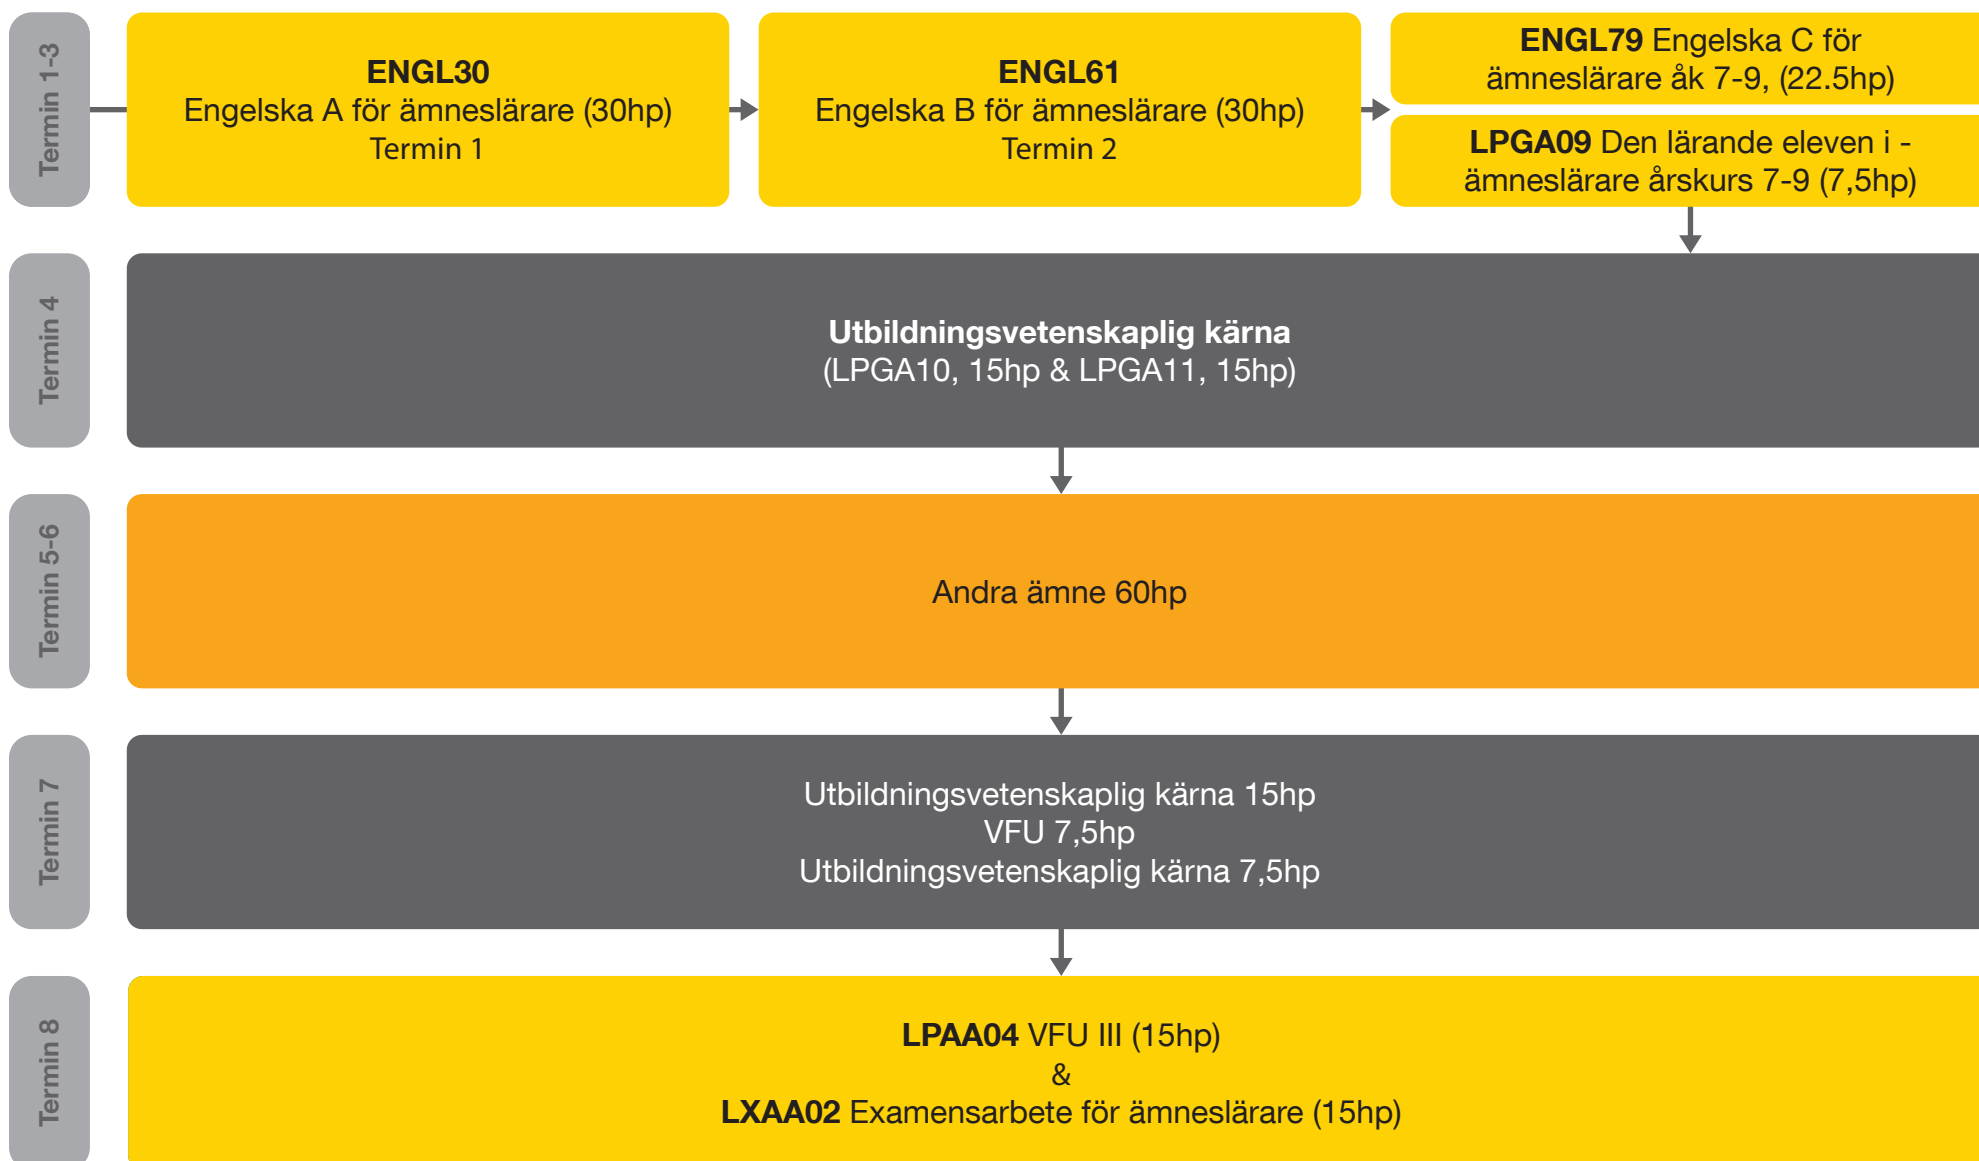 Termin 1-3
ENGL30
Engelska A för ämneslärare (30hp)
Termin 1
ENGL61
Engelska B för ämneslärare (30hp)
Termin 2
ENGL79 Engelska C för
ämneslärare åk 7-9, (22.5hp)
LPGA09 Den lärande eleven i -
ämneslärare årskurs 7-9 (7,5hp)
Termin 4
Utbildningsvetenskaplig kärna
(LPGA10, 15hp & LPGA11, 15hp)
Termin 5-6
Andra ämne 60hp
Termin 7
Utbildningsvetenskaplig kärna 15hp
VFU 7,5hp
Utbildningsvetenskaplig kärna 7,5hp
Termin 8
LPAA04 VFU III (15hp)
&
LXAA02 Examensarbete för ämneslärare (15hp)